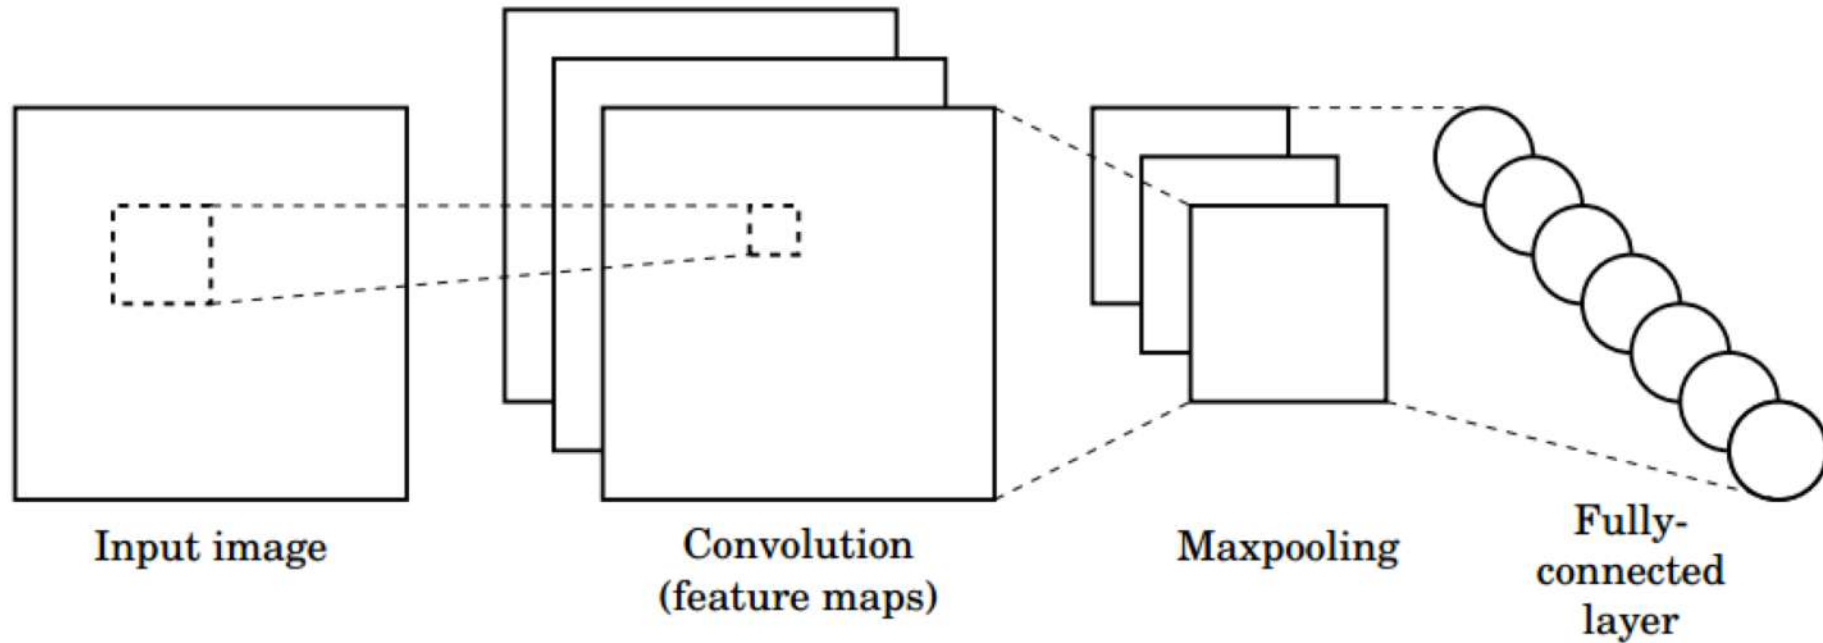 Input image
Convolution
(feature maps)
Maxpooling
Fully-
connected
layer